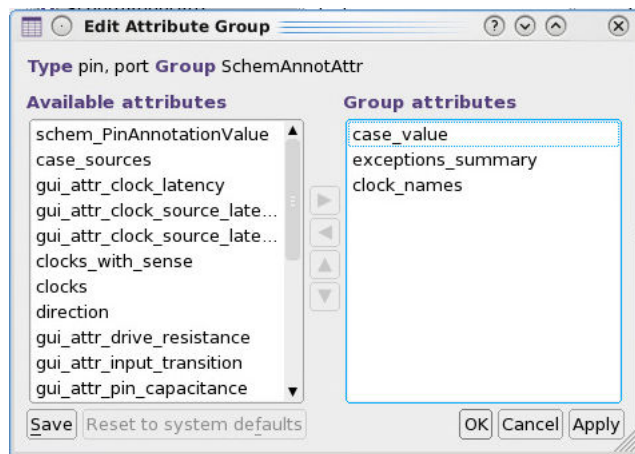 Edit Attribute Group
Type pin, port Group SchemAnnotAttr
Available attributes
schem_PinAnnotationValue
case_sources
gui_attr_clock_latency
gui_attr_clock_source_late...
gui_attr_clock_source_late...
clocks_with_sense
clocks
direction
gui_attr_drive_resistance
gui_attr_input_transition
gui_attr_pin_capacitance
Group attributes
case_value
exceptions_summary
clock_names
Save Reset to system defaults OK Cancel Apply